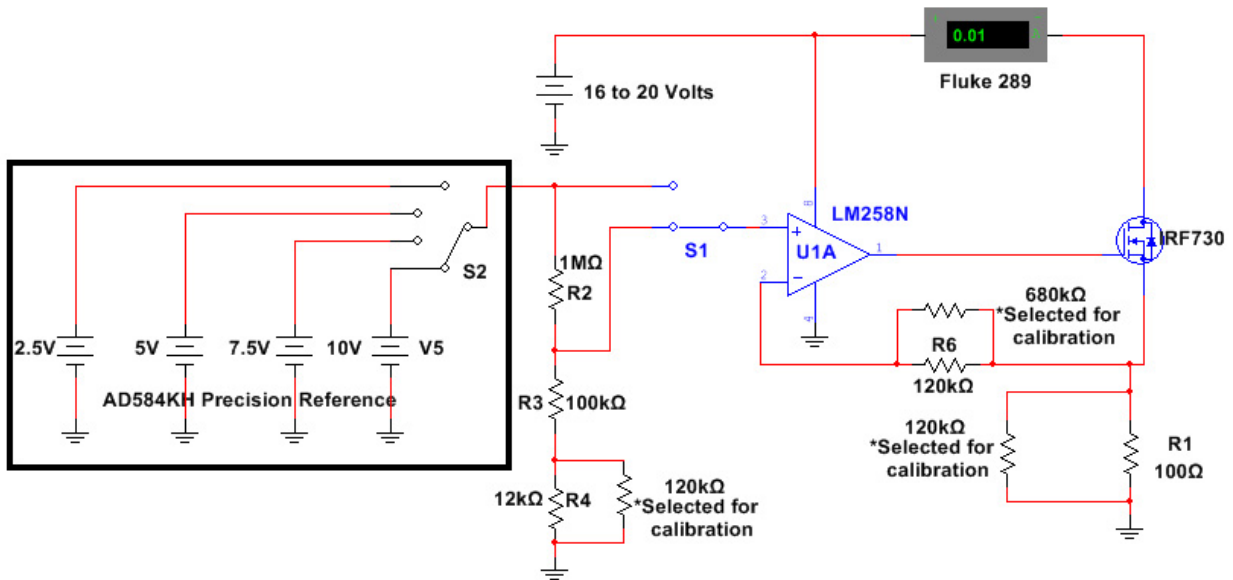 0.01
Fluke 289
16 to 20 Volts
8
LM258N
3
+
S1
U1A
1
2
−
4
IRF730
S2
1MΩ
R2
2.5V
5V
7.5V
10V
V5
AD584KH Precision Reference
R3
100kΩ
12kΩ
R4
120kΩ
*Selected for
calibration
680kΩ
*Selected for
calibration
R6
120kΩ
120kΩ
*Selected for
calibration
R1
100Ω